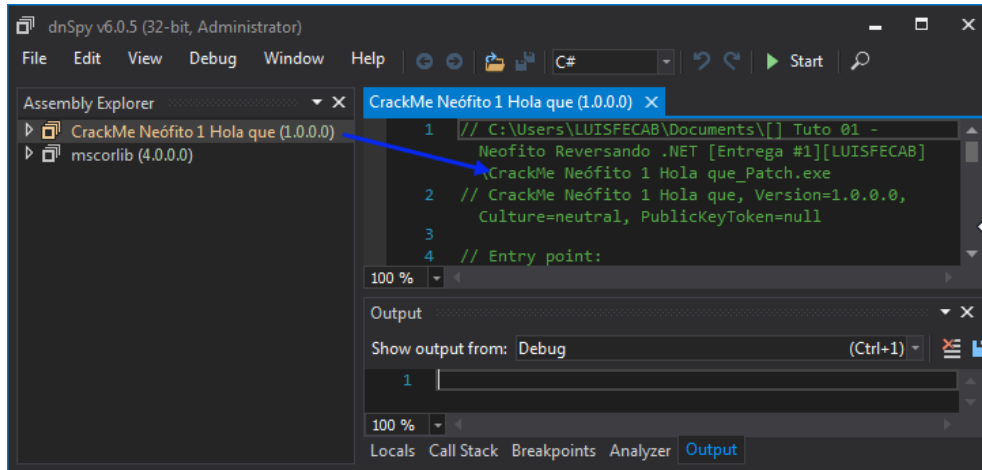 dnSpy v6.0.5 (32-bit, Administrator)
File Edit View Debug Window Help C# Start
Assembly Explorer
CrackMe Neófito 1 Hola que (1.0.0.0)
mscorlib (4.0.0.0)
CrackMe Neófito 1 Hola que (1.0.0.0)
1 // C:\Users\LUISFECAB\Documents\[] Tuto 01 -
Neofito Reversando .NET [Entrega #1][LUISFECAB]
\CrackMe Neófito 1 Hola que_Patch.exe
2 // CrackMe Neófito 1 Hola que, Version=1.0.0.0,
Culture=neutral, PublicKeyToken=null
3
4 // Entry point:
100 %
Output
Show output from: Debug (Ctrl+1)
1
100 %
Locals Call Stack Breakpoints Analyzer Output